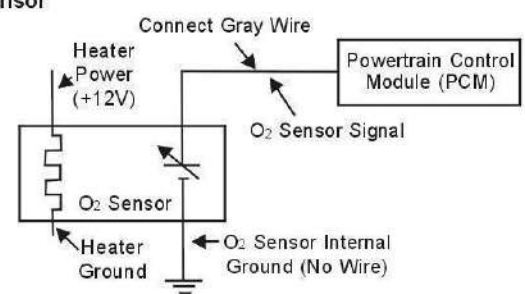 Connect Gray Wire
Heater
Power
(+12V)
Powertrain Control
Module (PCM)
O2 Sensor Signal
O2 Sensor
Heater
Ground
O2 Sensor Internal
Ground (No Wire)